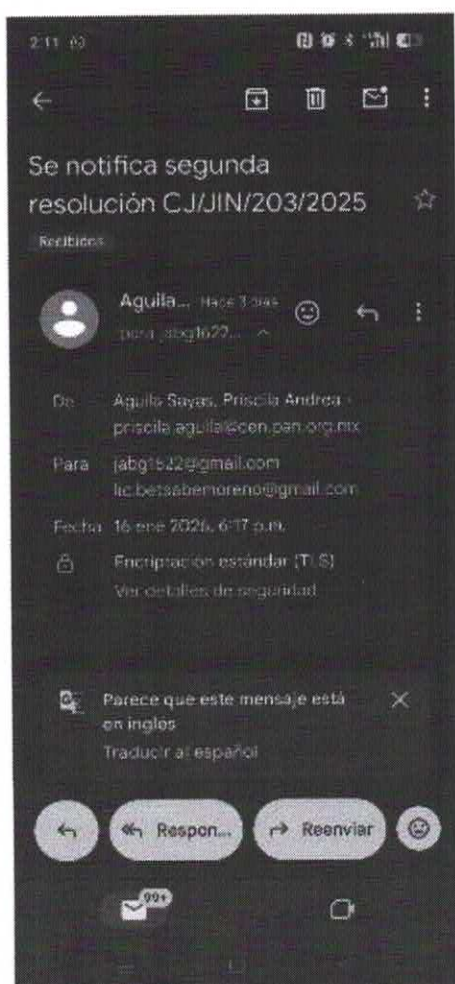 2:11
Se notifica segunda
resolución CJ/JIN/203/2025
Recibidos
Aguila... Hace 3 días
para jabg1622...
De Aguila Sayas, Priscila Andrea
priscila.aguila@cen.pan.org.mx
Para jabg1622@gmail.com
lic.betsabemoreno@gmail.com
Fecha 16 ene 2026, 6:17 p.m.
Encriptación estándar (TLS)
Ver detalles de seguridad
Parece que este mensaje está
en inglés
Traducir al español
Respon...
Reenviar
99+